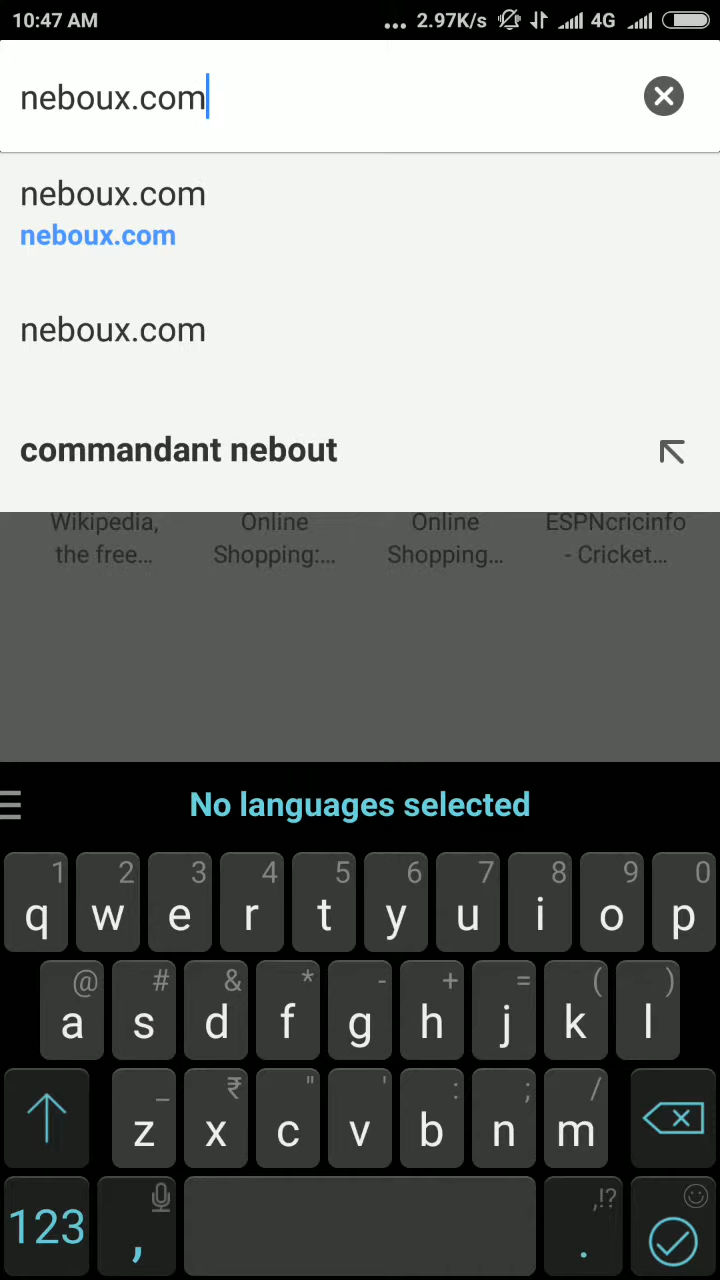 10:47 AM ... 2.97K/s 4G
neboux.com
neboux.com
neboux.com
neboux.com
commandant nebout
Wikipedia, Online Online ESPNcricinfo
the free... Shopping:... Shopping... - Cricket...
No languages selected
1 2 3 4 5 6 7 8 9 0
q w e r t y u i o p
@ # & * - + = ( )
a s d f g h j k l
_ ₹ " ' : ; /
z x c v b n m
,!?
123 , .